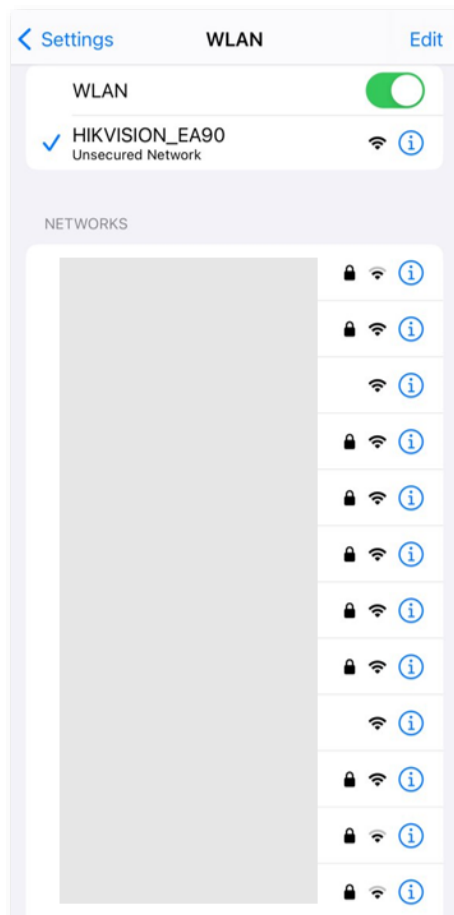 Settings
WLAN
Edit
WLAN
HIKVISION_EA90
Unsecured Network
NETWORKS